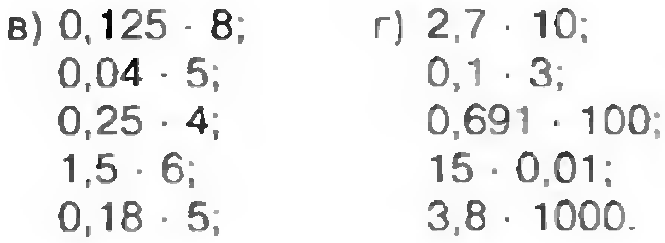 в) 0,125 · 8;
0,04 · 5;
0,25 · 4;
1,5 · 6;
0,18 · 5;
г) 2,7 · 10;
0,1 · 3;
0,691 · 100;
15 · 0,01;
3,8 · 1000.